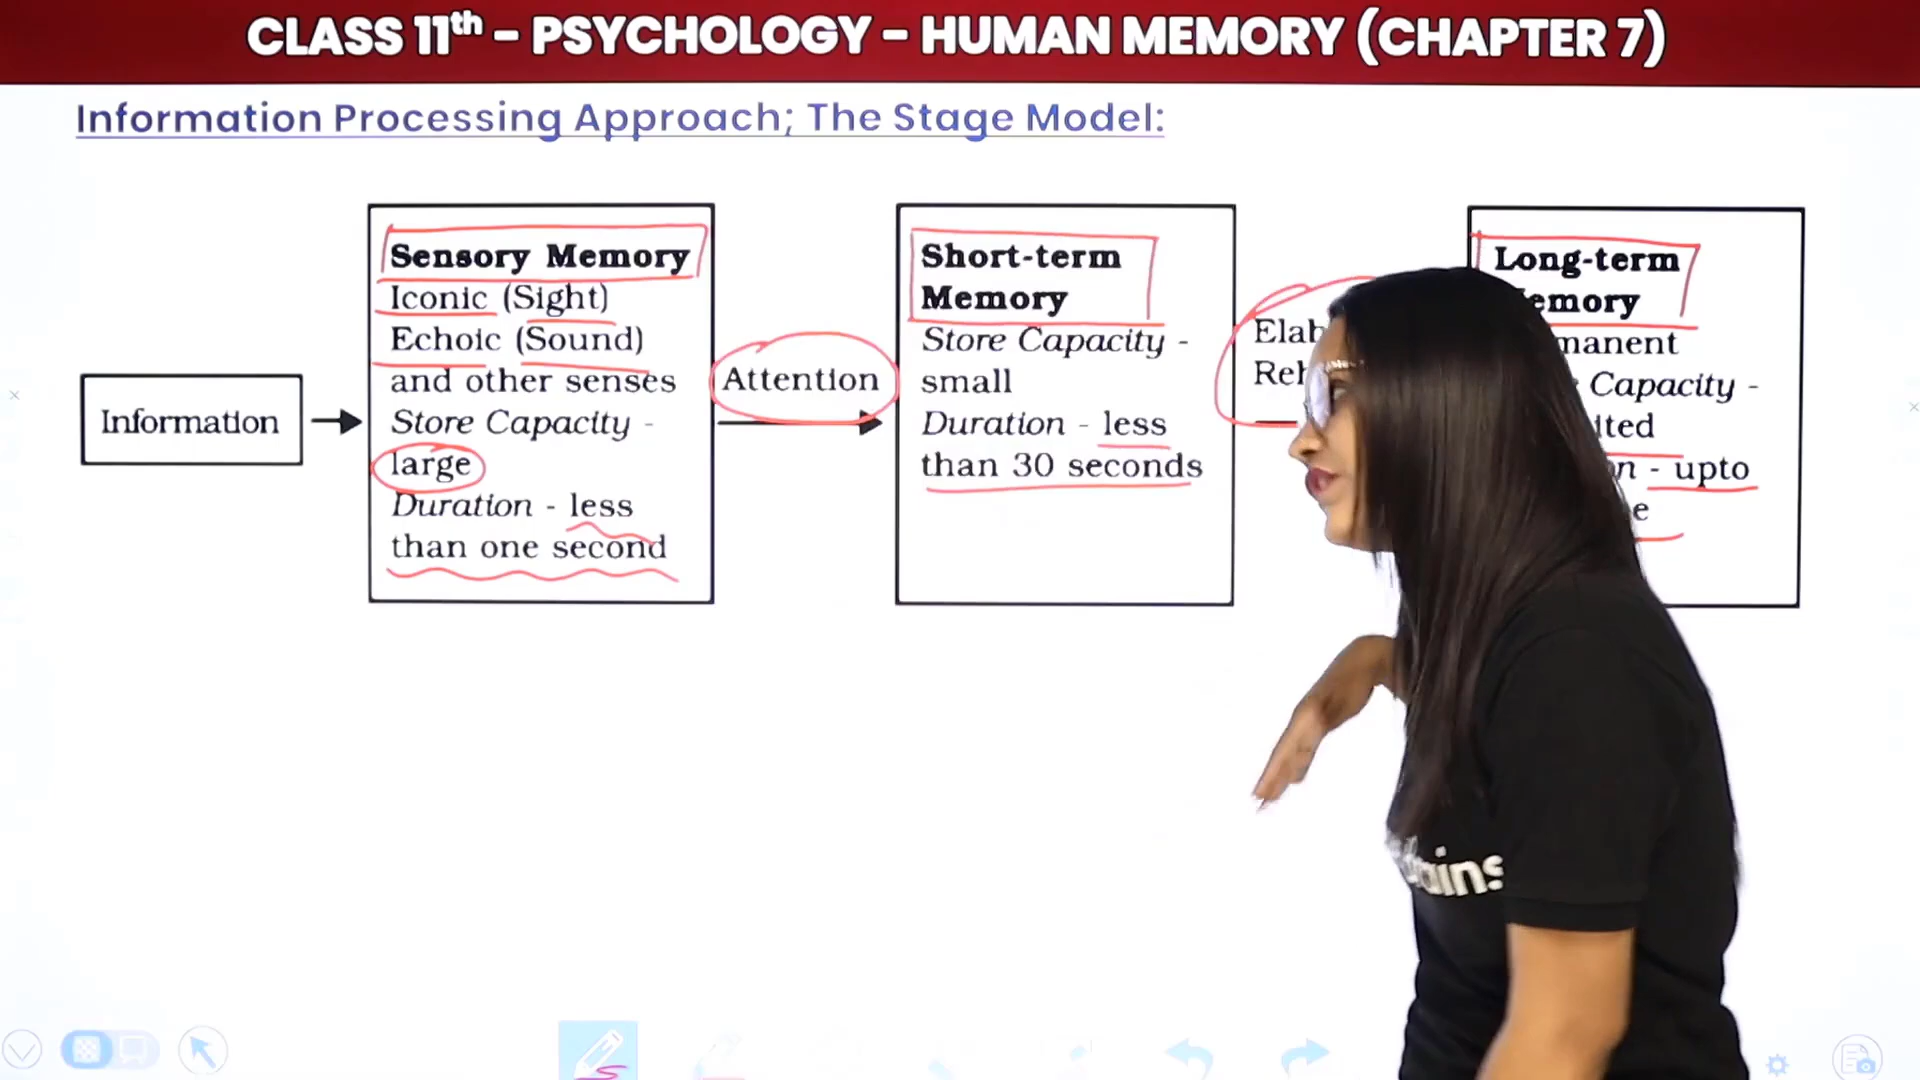 CLASS 11th - PSYCHOLOGY - HUMAN MEMORY (CHAPTER 7)
Information Processing Approach; The Stage Model:
Information
Sensory Memory
Iconic (Sight)
Echoic (Sound)
and other senses
Store Capacity -
large
Duration - less
than one second
Attention
Short-term
Memory
Store Capacity -
small
Duration - less
than 30 seconds
Long-term
Capacity -
- upto